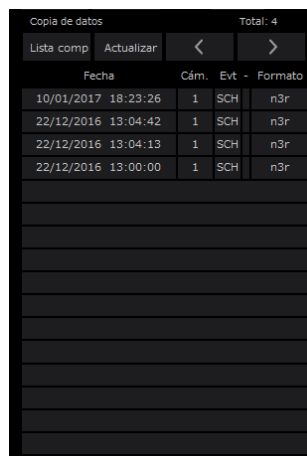 Copia de datos Total: 4
Lista comp Actualizar < >
Fecha Cám. Evt - Formato
10/01/2017 18:23:26 1 SCH n3r
22/12/2016 13:04:42 1 SCH n3r
22/12/2016 13:04:13 1 SCH n3r
22/12/2016 13:00:00 1 SCH n3r